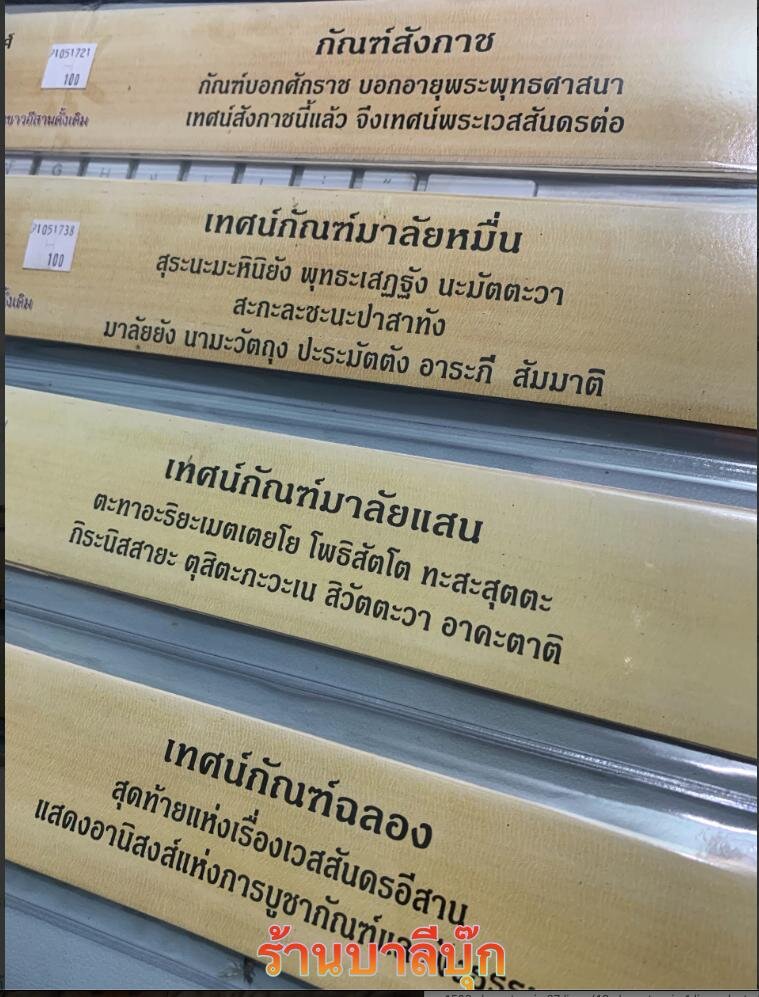 กัณฑ์สังกาช
กัณฑ์บอกศักราช บอกอายุพระพุทธศาสนา
เทศน์สังกาชนี้แล้ว จึงเทศน์พระเวสสันดรต่อ
1051721
100
เทศน์กัณฑ์มาลัยหมื่น
สุระนะมะหินิยัง พุทธะเสฏฐัง นะมัตตะวา
สะกะละชะนะปาสาทัง
มาลัยยัง นามะวัตถุง ปะระมัตตัง อาระภี สัมมาติ
1051738
100
เทศน์กัณฑ์มาลัยแสน
ตะทาอะริยะเมตเตยโย โพธิสัตโต ทะสะสุตตะ
กิระนิสสายะ ตุสิตะภะวะเน สิวัตตะวา อาคะตาติ
เทศน์กัณฑ์ฉลอง
สุดท้ายแห่งเรื่องเวสสันดรอีสาน
แสดงอานิสงส์แห่งการบูชากัณฑ์
ร้านบาลีบุ๊ก